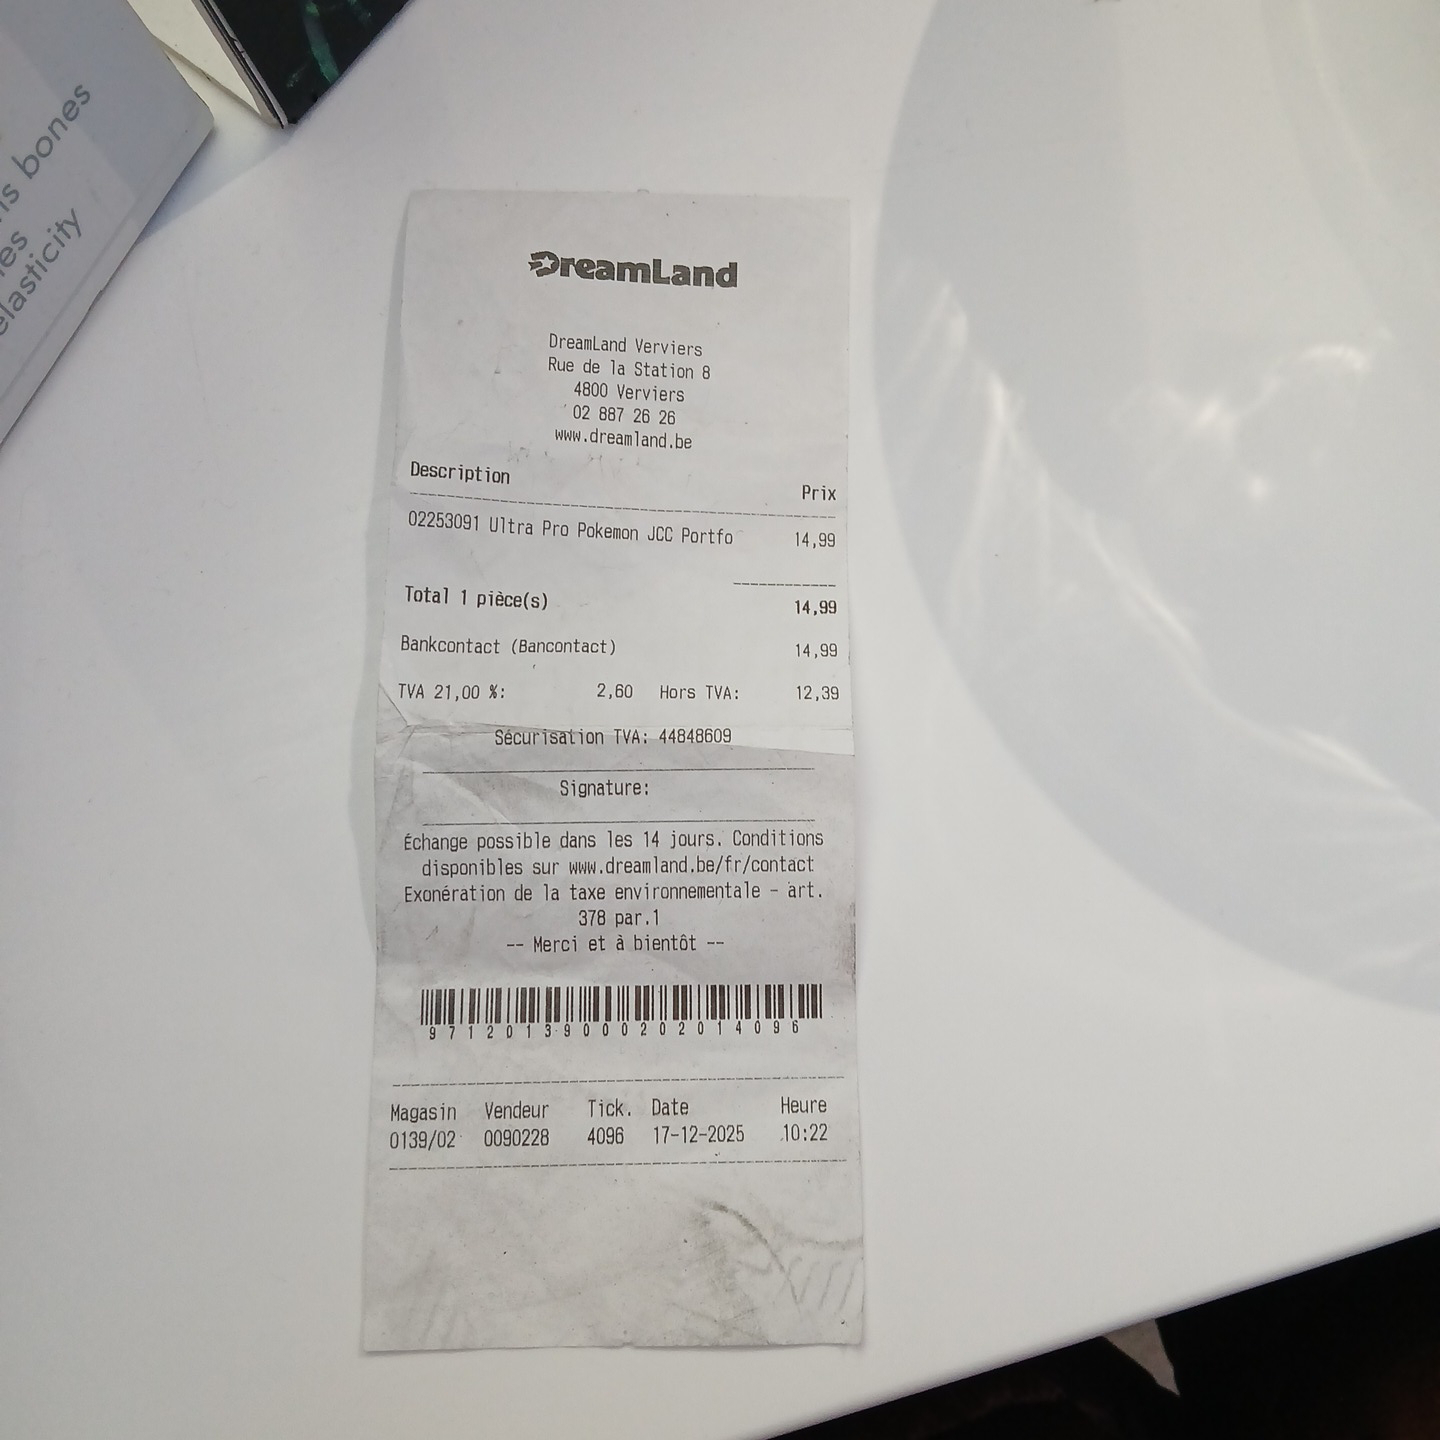 is bones
es
elasticity
DreamLand
DreamLand Verviers
Rue de la Station 8
4800 Verviers
02 887 26 26
www.dreamland.be
Description Prix
02253091 Ultra Pro Pokemon JCC Portfo 14,99
Total 1 pièce(s) 14,99
Bankcontact (Bancontact) 14,99
TVA 21,00 %: 2,60 Hors TVA: 12,39
Sécurisation TVA: 44848609
Signature:
Échange possible dans les 14 jours. Conditions
disponibles sur www.dreamland.be/fr/contact
Exonération de la taxe environnementale - art.
378 par.1
-- Merci et à bientôt --
97120139000202014096
Magasin Vendeur Tick. Date Heure
0139/02 0090228 4096 17-12-2025 10:22